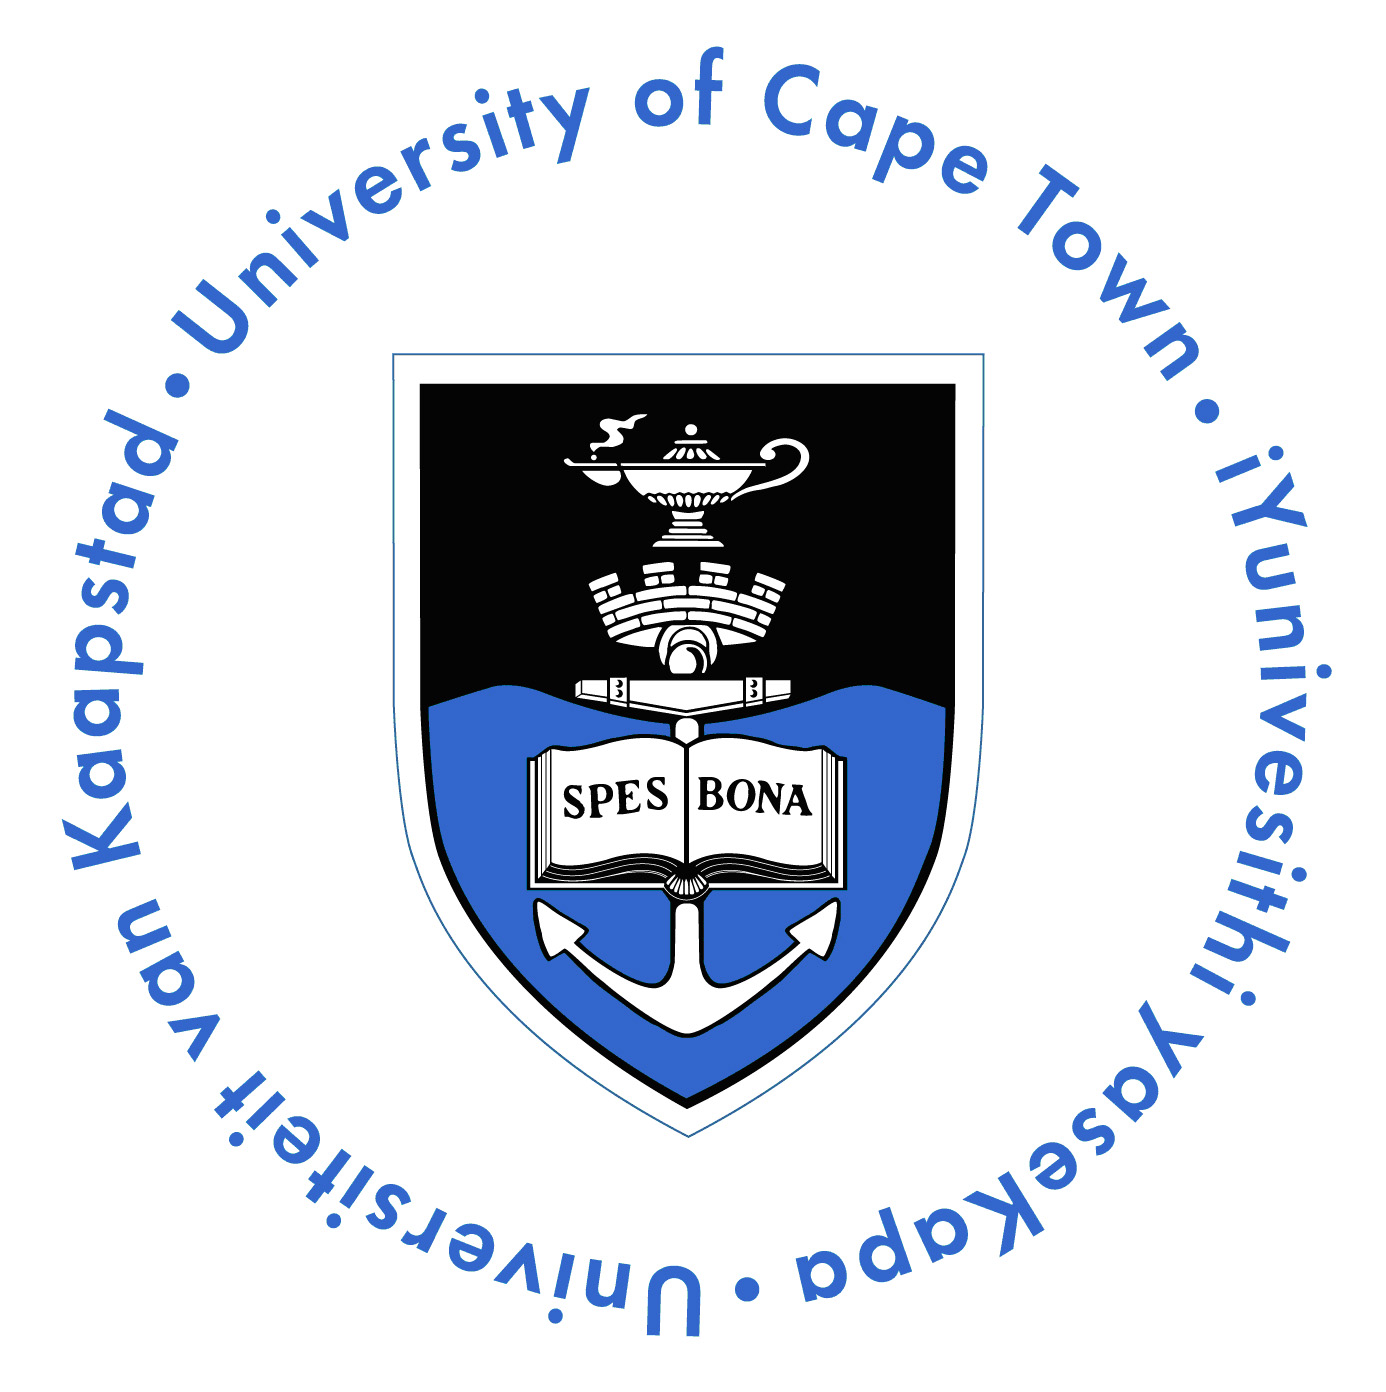 University of Cape Town • iYunivesithi YaseKapa • Universiteit van Kaapstad •
SPES BONA